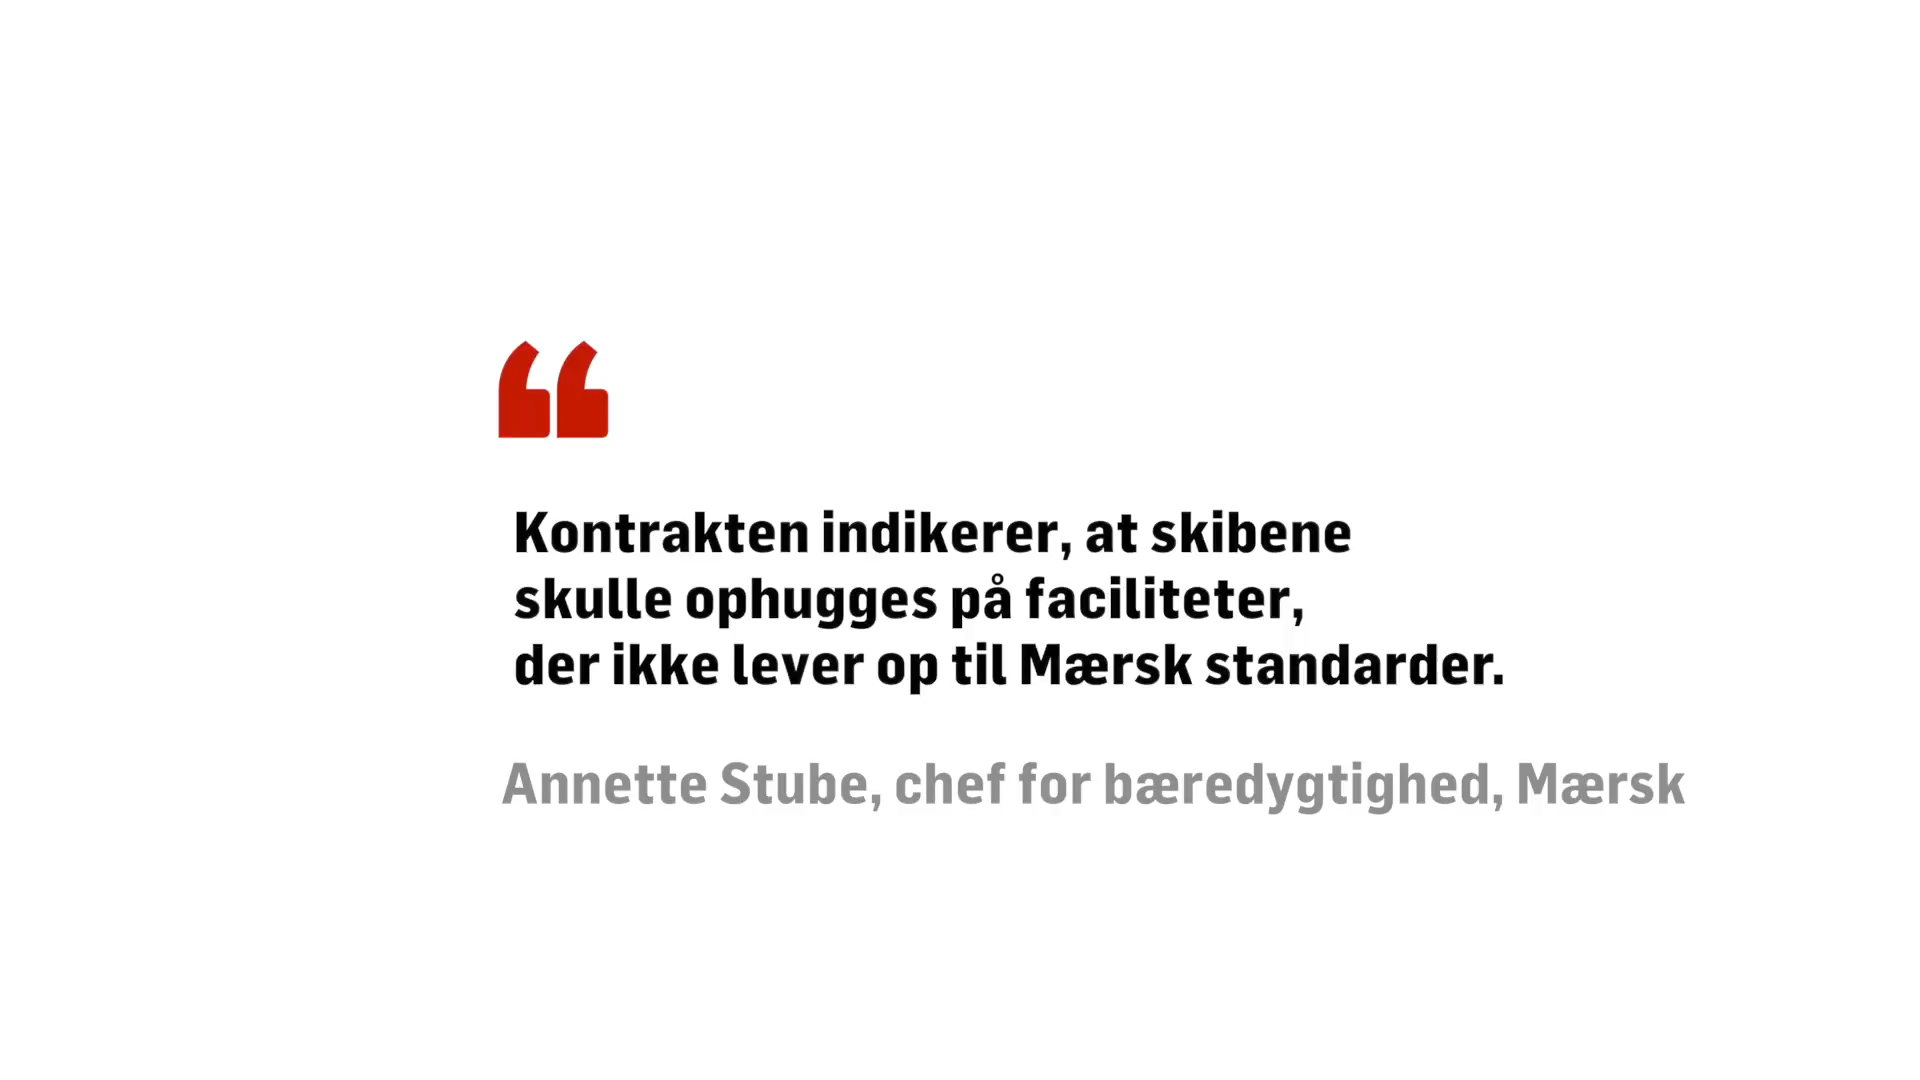 “
Kontrakten indikerer, at skibene
skulle ophugges på faciliteter,
der ikke lever op til Mærsk standarder.
Annette Stube, chef for bæredygtighed, Mærsk